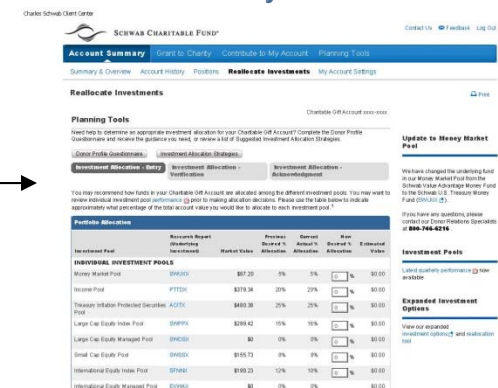 Charles Schwab Client Center
SCHWAB CHARITABLE FUND
Contact Us Feedback Log Out
Account Summary Grant to Charity Contribute to My Account Planning Tools
Summary & Overview Account History Positions Reallocate Investments My Account Settings
Reallocate Investments
Print
Charitable Gift Account xxxx-xxxx
Planning Tools
Need help to determine an appropriate investment allocation for your Charitable Gift Account? Complete the Donor Profile
Questionnaire and receive the guidance you need, or review a list of Suggested Investment Allocation Strategies.
Donor Profile Questionnaire Investment Allocation Strategies
Investment Allocation - Entry Investment Allocation - Verification Investment Allocation - Acknowledgment
You may recommend how funds in your Charitable Gift Account are allocated among the different investment pools. You may want to
review individual investment pool performance prior to making allocation decisions. Please use the table below to indicate
approximately what percentage of the total account value you would like to allocate to each investment pool.
Portfolio Allocation
Investment Pool Research Report (Underlying Investment) Market Value Previous Desired % Allocation Current Actual % Allocation New Desired % Allocation Estimated Value
INDIVIDUAL INVESTMENT POOLS
Money Market Pool $87.20 5% 5% 0 % $0.00
Income Pool PTTDX $379.34 20% 20% 0 % $0.00
Treasury Inflation Protected Securities Pool ACITX $480.38 25% 25% 0 % $0.00
Large Cap Equity Index Pool $289.42 15% 16% 0 % $0.00
Large Cap Equity Managed Pool $0 0% 0% 0 % $0.00
Small Cap Equity Pool $155.73 8% 8% 0 % $0.00
International Equity Index Pool $198.23 12% 10% 0 % $0.00
International Equity Managed Pool $0 0% 0% 0 % $0.00
Update to Money Market
Pool
We have changed the underlying fund
in our Money Market Pool from the
Schwab Value Advantage Money Fund
to the Schwab U.S. Treasury Money
Fund
If you have any questions, please
contact our Donor Relations Specialists
at 800-746-6216
Investment Pools
Latest quarterly performance now
available
Expanded Investment
Options
View our expanded
investment options and reallocation
tool